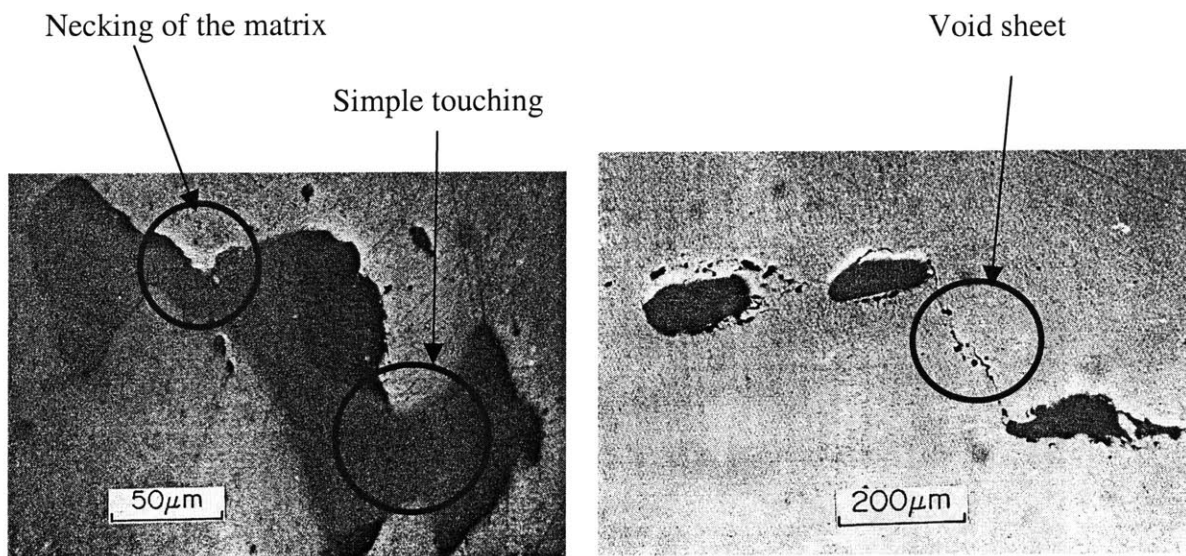 Necking of the matrix
Simple touching
Void sheet
50μm
200μm